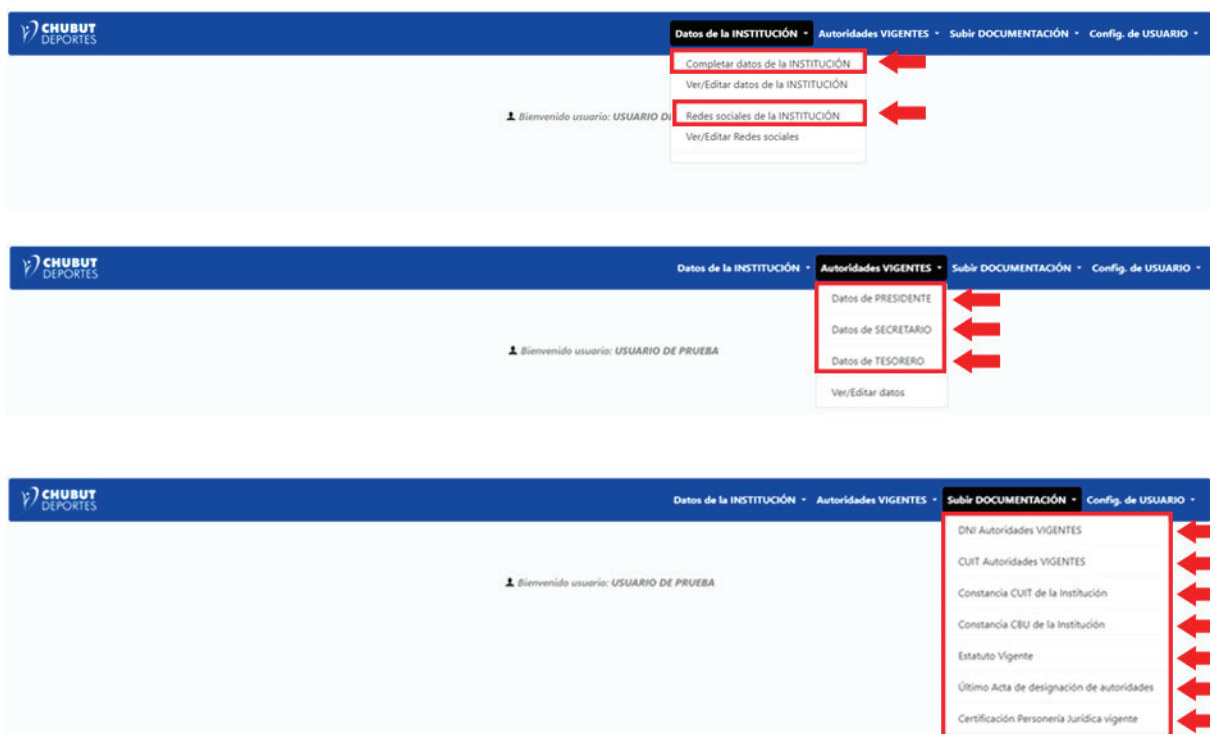 CHUBUT
DEPORTES
Datos de la INSTITUCIÓN Autoridades VIGENTES Subir DOCUMENTACIÓN Config. de USUARIO
Completar datos de la INSTITUCIÓN
Ver/Editar datos de la INSTITUCIÓN
Bienvenido usuario: USUARIO DE
Redes sociales de la INSTITUCIÓN
Ver/Editar Redes sociales
CHUBUT
DEPORTES
Datos de la INSTITUCIÓN Autoridades VIGENTES Subir DOCUMENTACIÓN Config. de USUARIO
Datos de PRESIDENTE
Datos de SECRETARIO
Bienvenido usuario: USUARIO DE PRUEBA
Datos de TESORERO
Ver/Editar datos
CHUBUT
DEPORTES
Datos de la INSTITUCIÓN Autoridades VIGENTES Subir DOCUMENTACIÓN Config. de USUARIO
DNI Autoridades VIGENTES
CUIT Autoridades VIGENTES
Bienvenido usuario: USUARIO DE PRUEBA
Constancia CUIT de la Institución
Constancia CBU de la Institución
Estatuto Vigente
Último Acta de designación de autoridades
Certificación Personería Jurídica vigente